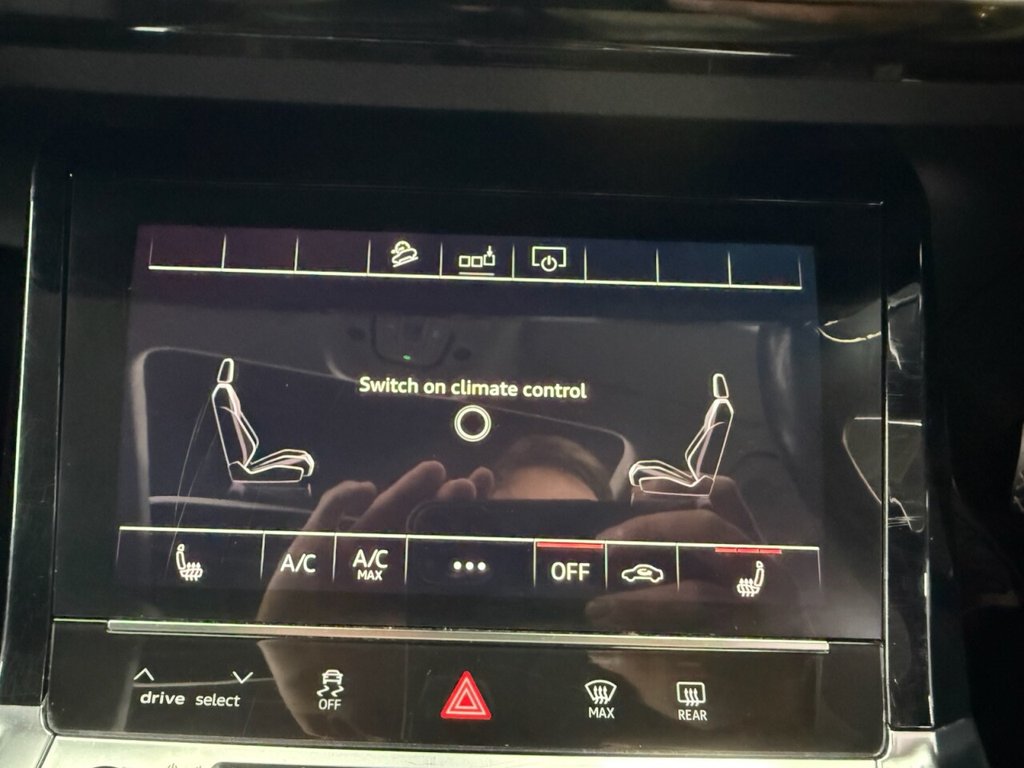 Switch on climate control
A/C
A/C
MAX
OFF
drive select
OFF
MAX
REAR